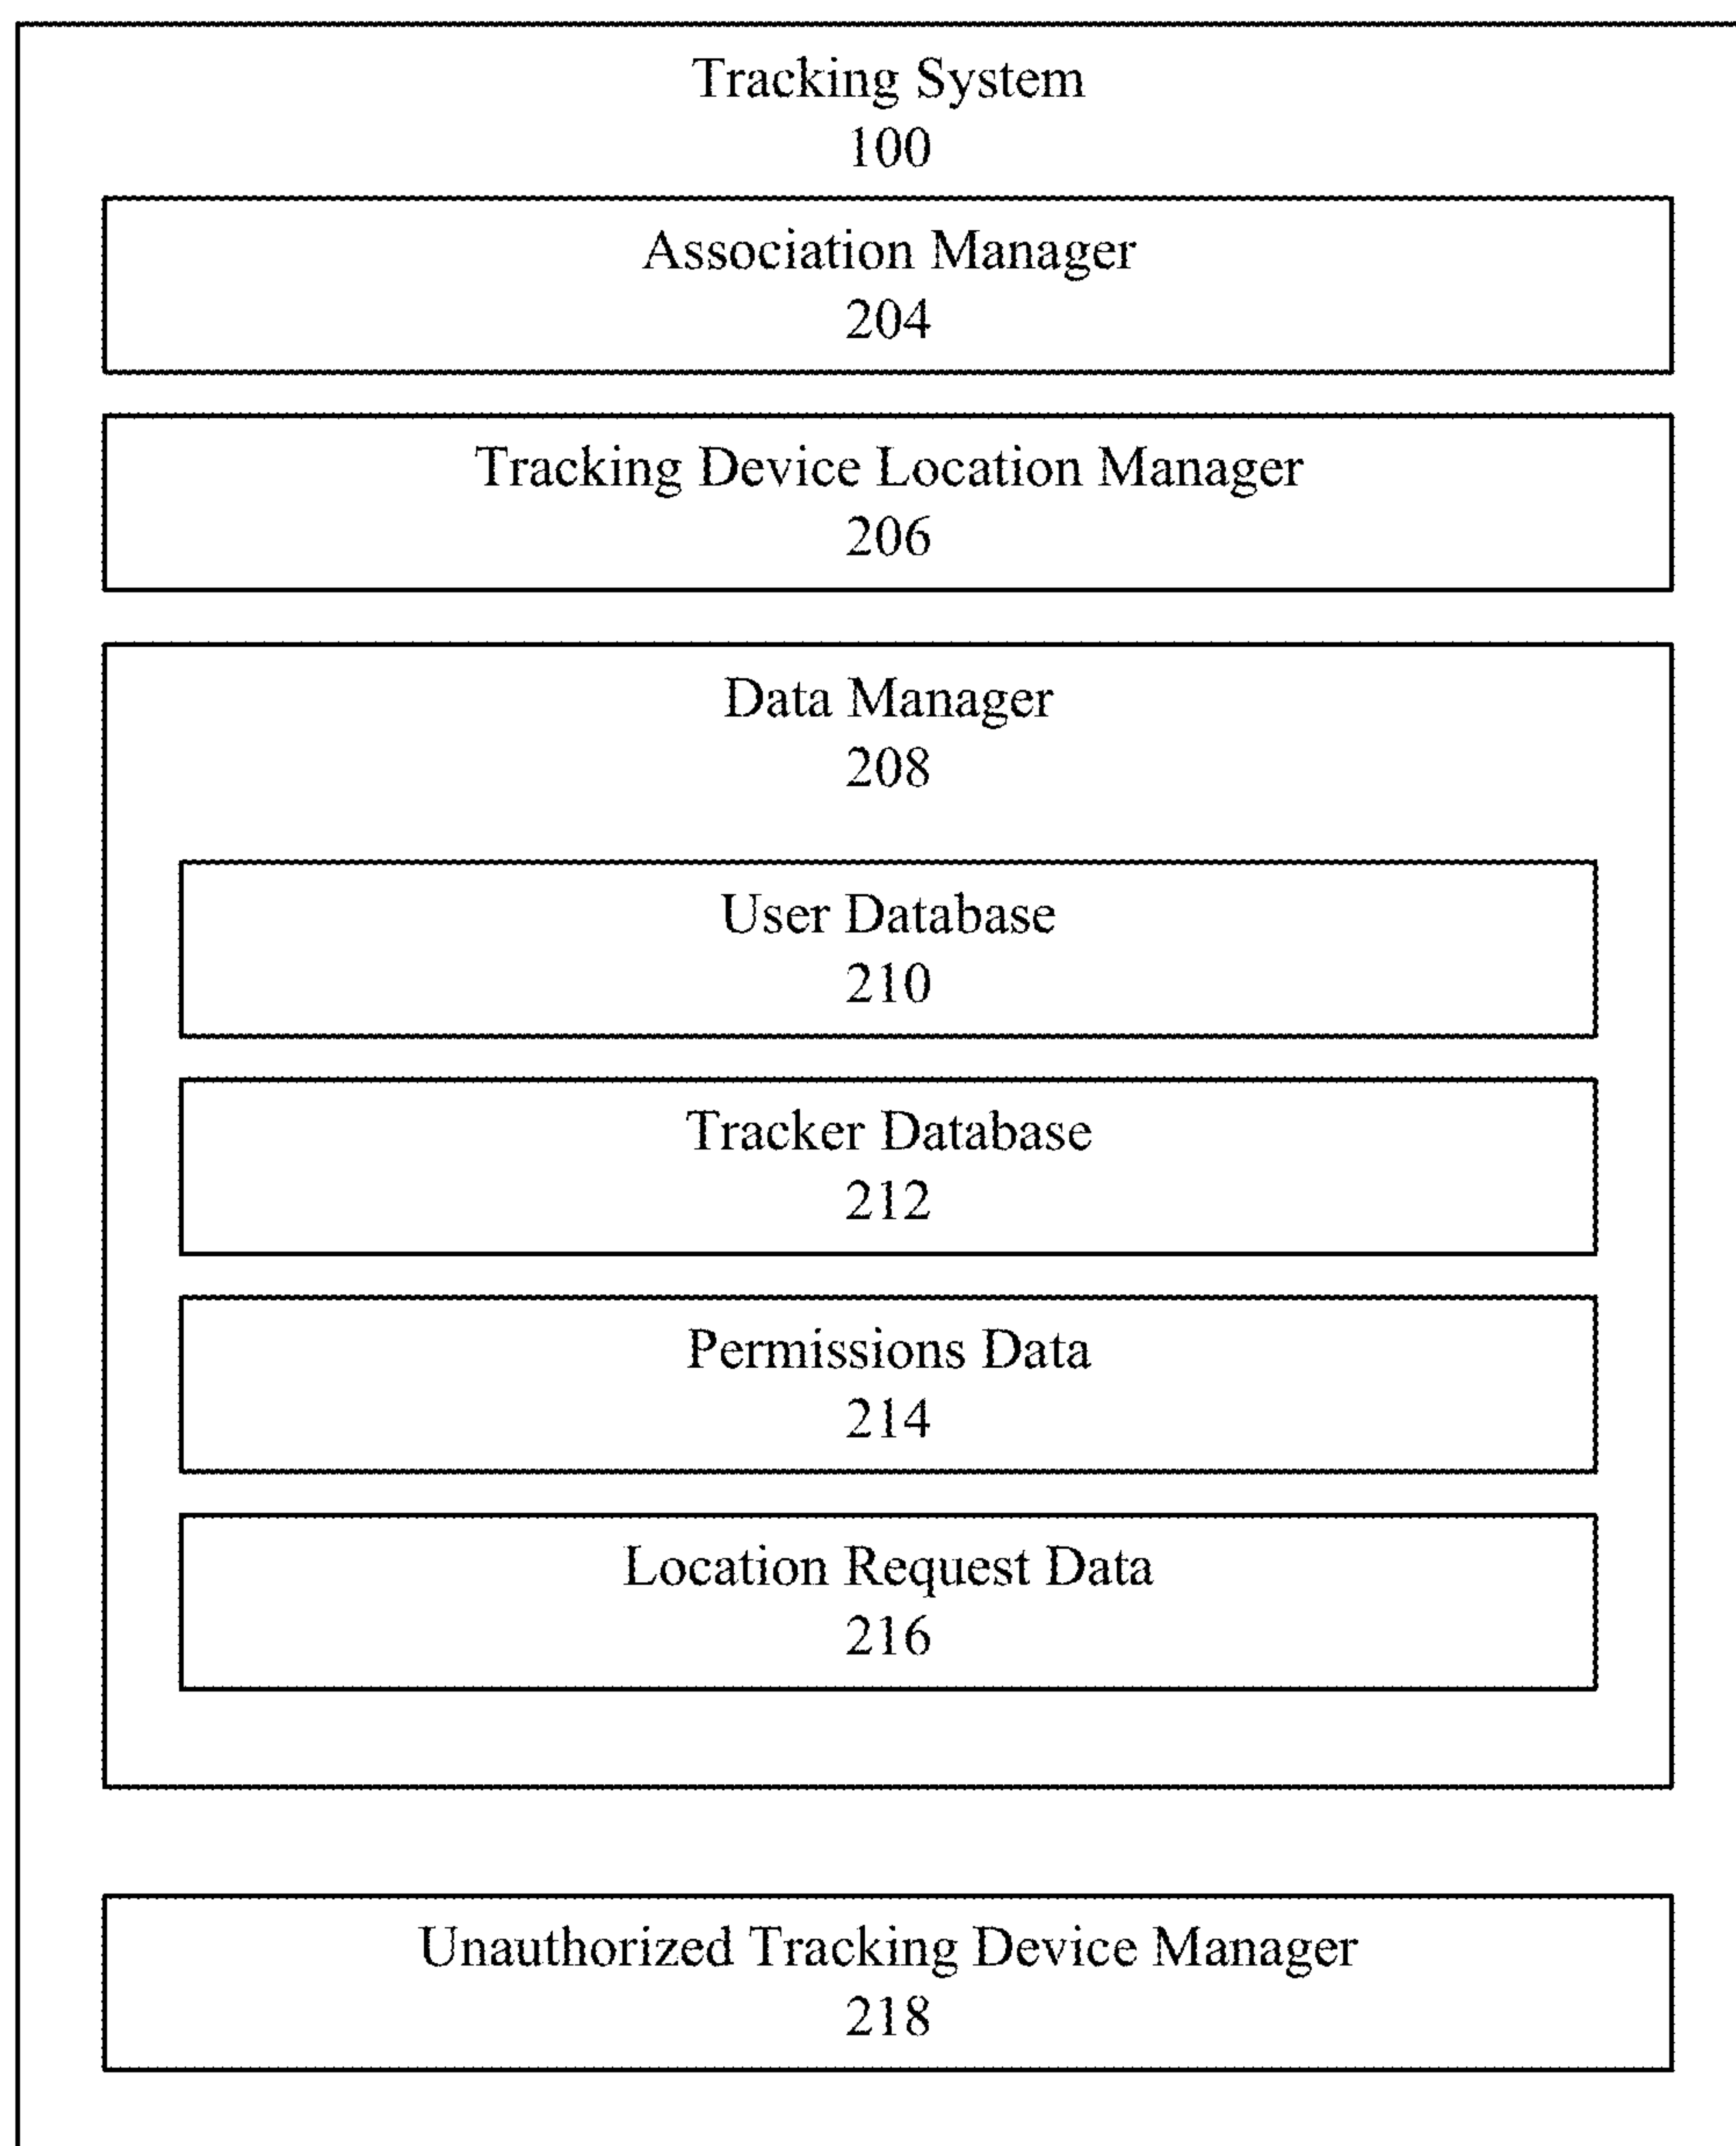 Tracking System
100
Association Manager
204
Tracking Device Location Manager
206
Data Manager
208
User Database
210
Tracker Database
212
Permissions Data
214
Location Request Data
216
Unauthorized Tracking Device Manager
218